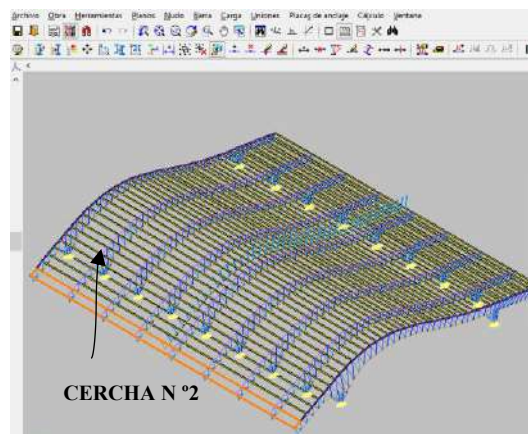 Archivo Obra Herramientas Planos Nudo Barra Carga Uniones Placas de anclaje Cálculo Ventana
CERCHA N º2